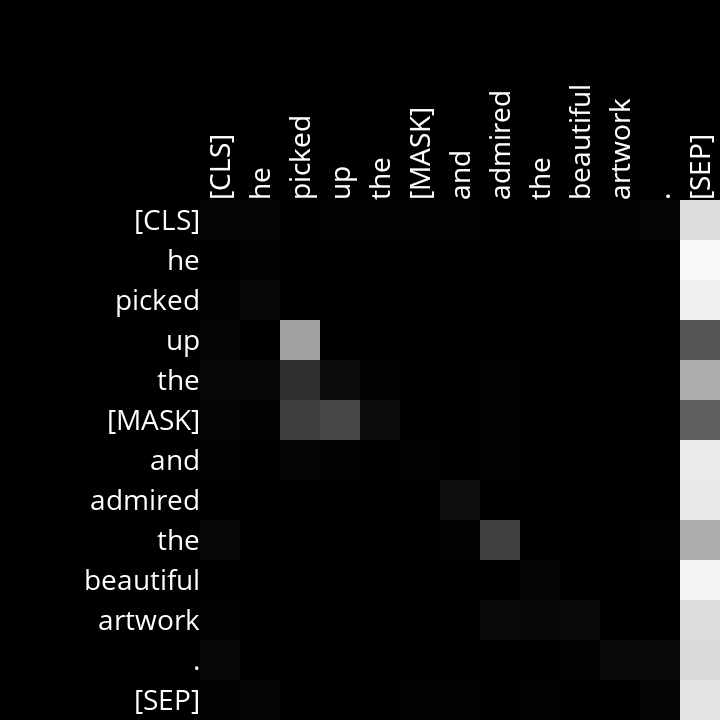 [CLS]
he
picked
up
the
[MASK]
and
admired
the
beautiful
artwork
.
[SEP]
[CLS]
he
picked
up
the
[MASK]
and
admired
the
beautiful
artwork
.
[SEP]